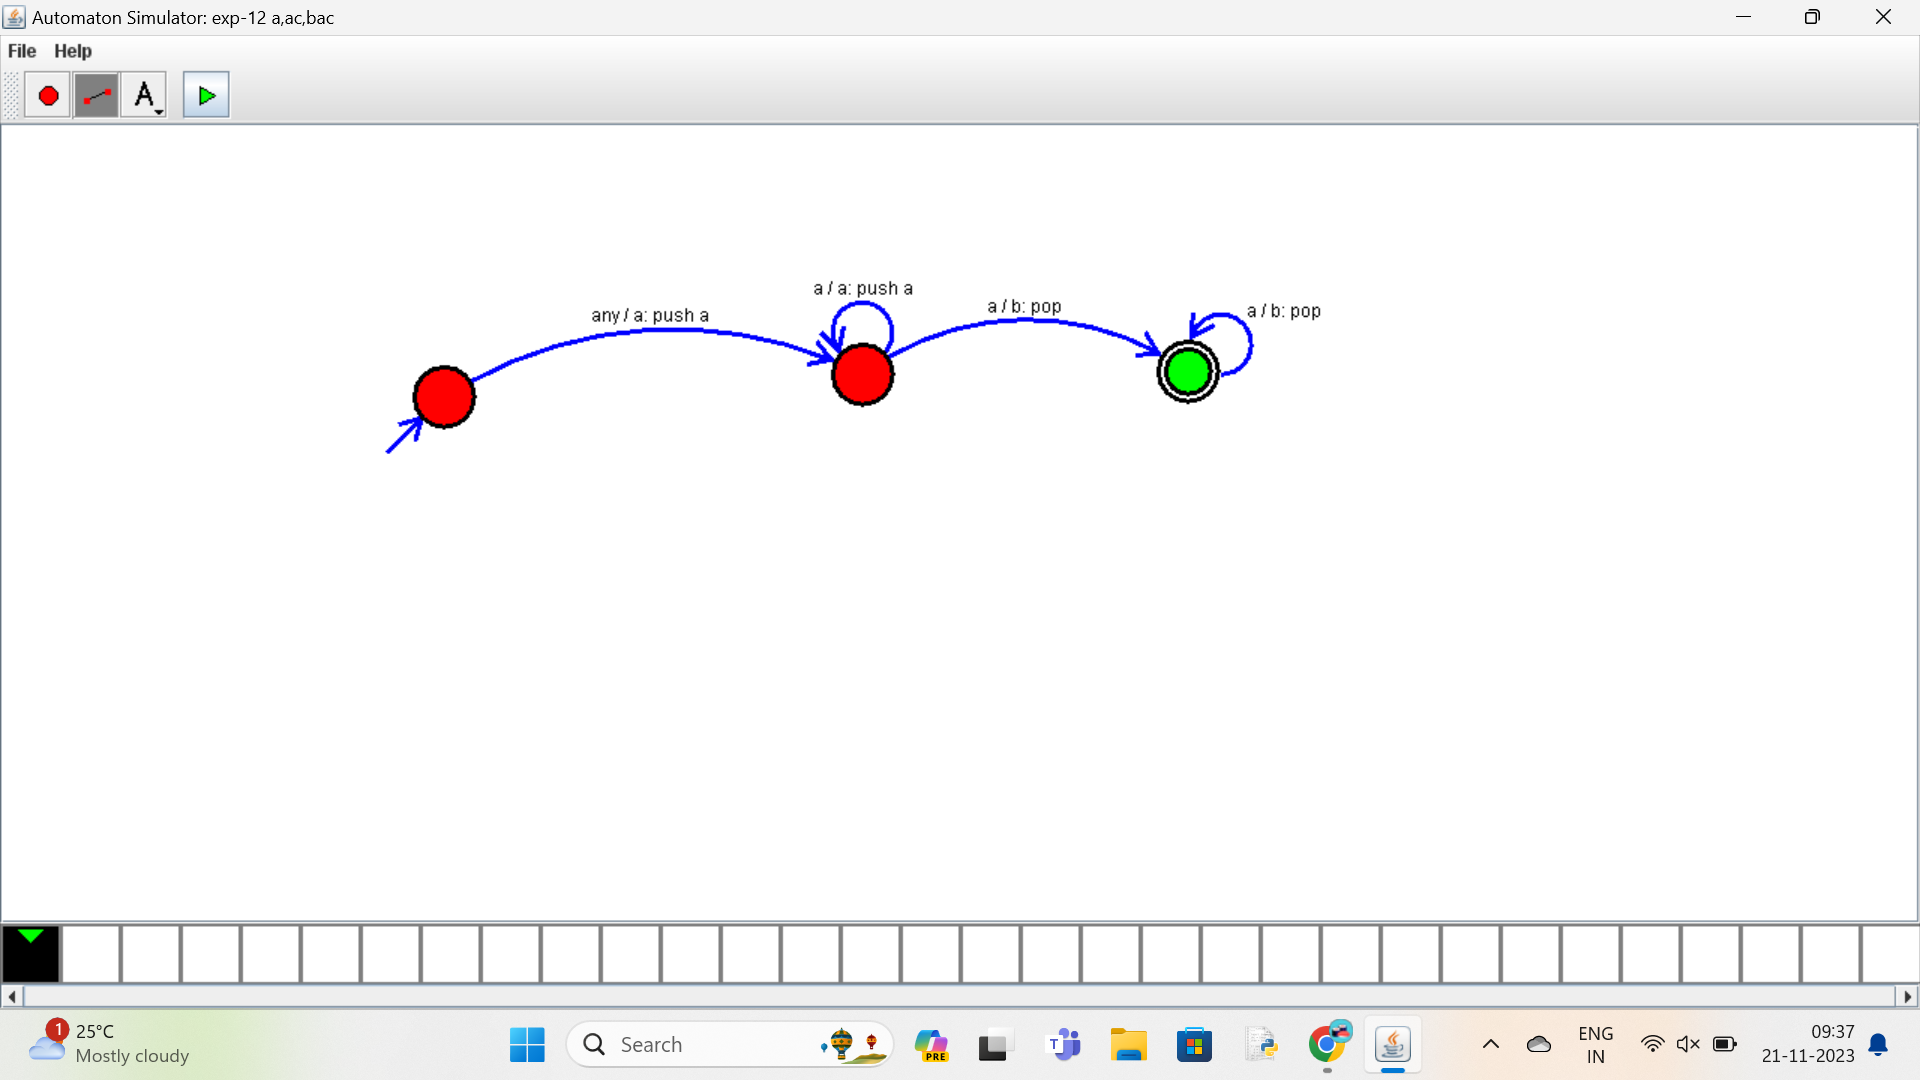 Automaton Simulator: exp-12 a,ac,bac
File Help
A
a / a: push a
any / a: push a
a / b: pop
a / b: pop
1
25°C
Mostly cloudy
Search
PRE
T
ENG
IN
09:37
21-11-2023